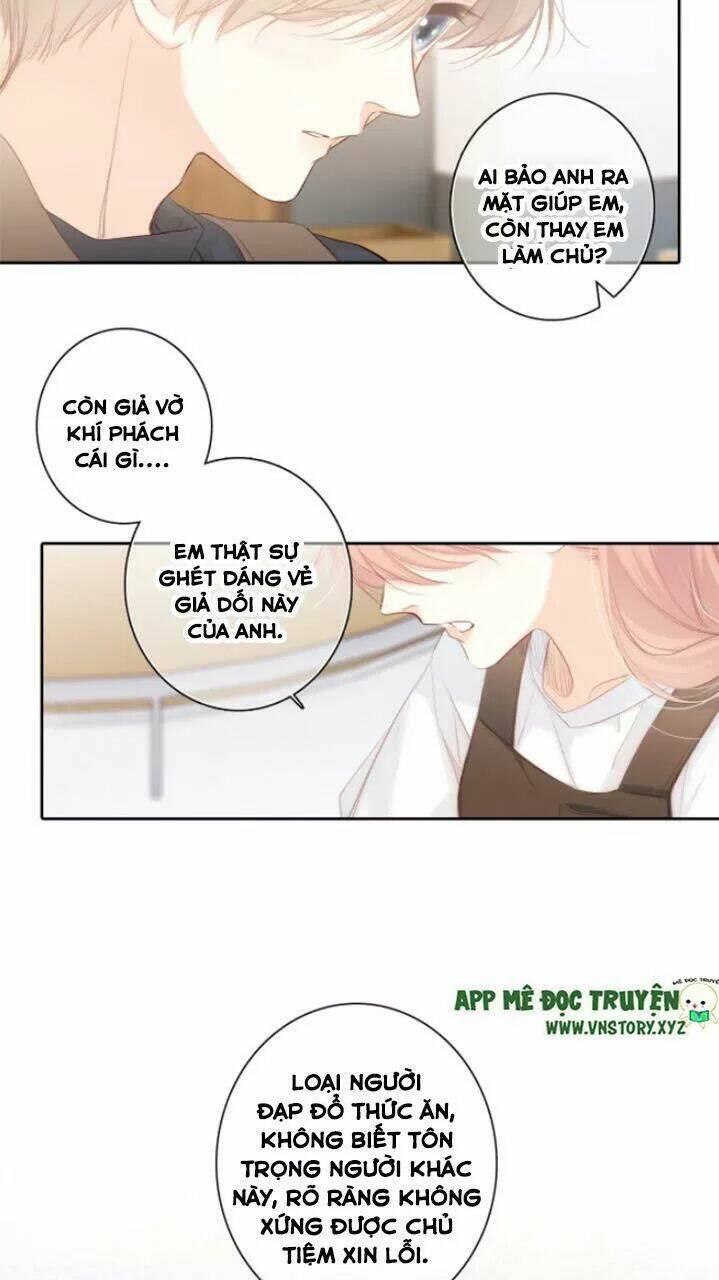 AI BẢO ANH RA
MẶT GIÚP EM,
CÒN THAY EM
LÀM CHỦ?
CÒN GIẢ VỜ
KHÍ PHÁCH
CÁI GÌ....
EM THẬT SỰ
GHÉT DÁNG VẺ
GIẢ DỐI NÀY
CỦA ANH.
MÊ ĐỌC TRUYỆN
APP MÊ ĐỌC TRUYỆN
WWW.VNSTORY.XYZ
LOẠI NGƯỜI
ĐẠP ĐỔ THỨC ĂN,
KHÔNG BIẾT TÔN
TRỌNG NGƯỜI KHÁC
NÀY, RÕ RÀNG KHÔNG
XỨNG ĐƯỢC CHỦ
TIỆM XIN LỖI.